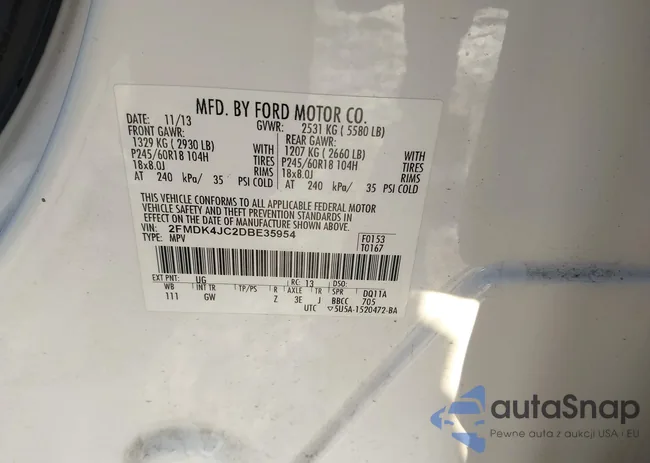 MFD. BY FORD MOTOR CO.
DATE: 11/13 GVWR: 2531 KG ( 5580 LB)
FRONT GAWR: REAR GAWR:
1329 KG ( 2930 LB) WITH 1207 KG ( 2660 LB) WITH
P245/60R18 104H TIRES P245/60R18 104H TIRES
18x8.0J RIMS 18x8.0J RIMS
AT 240 kPa/ 35 PSI COLD AT 240 kPa/ 35 PSI COLD
THIS VEHICLE CONFORMS TO ALL APPLICABLE FEDERAL MOTOR
VEHICLE SAFETY AND THEFT PREVENTION STANDARDS IN
EFFECT ON THE DATE OF MANUFACTURE SHOWN ABOVE.
VIN: 2FMDK4JC2DBE35954 F0153
TYPE: MPV T0167
EXT PNT: UG RC: 13 DSO:
WB INT TR TP/PS R AXLE TR SPR DQ11A
111 GW Z 3E J BBCC 705
UTC ▽5U5A-1520472-BA
autoSnap
Pewne auta z aukcji USA i EU